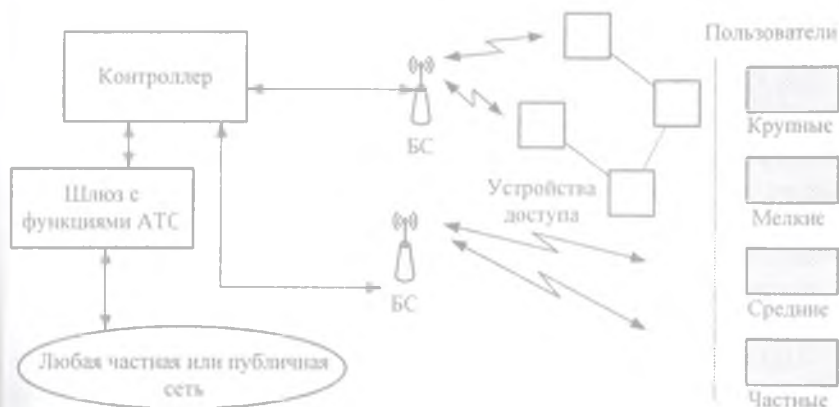 Пользователи
Контроллер
БС
Крупные
Шлюз с
функциями АТС
Устройства
доступа
Мелкие
БС
Средние
Любая частная или публичная
сеть
Частные